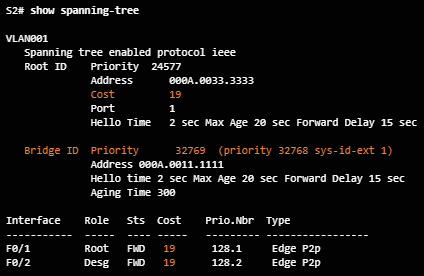 S2# show spanning-tree
VLAN001
Spanning tree enabled protocol ieee
Root ID Priority 24577
Address 000A.0033.3333
Cost 19
Port 1
Hello Time 2 sec Max Age 20 sec Forward Delay 15 sec
Bridge ID Priority 32769 (priority 32768 sys-id-ext 1)
Address 000A.0011.1111
Hello time 2 sec Max Age 20 sec Forward Delay 15 sec
Aging Time 300
Interface Role Sts Cost Prio.Nbr Type
----------- ----- ---- ----- --------- -----------------
F0/1 Root FWD 19 128.1 Edge P2p
F0/2 Desg FWD 19 128.2 Edge P2p